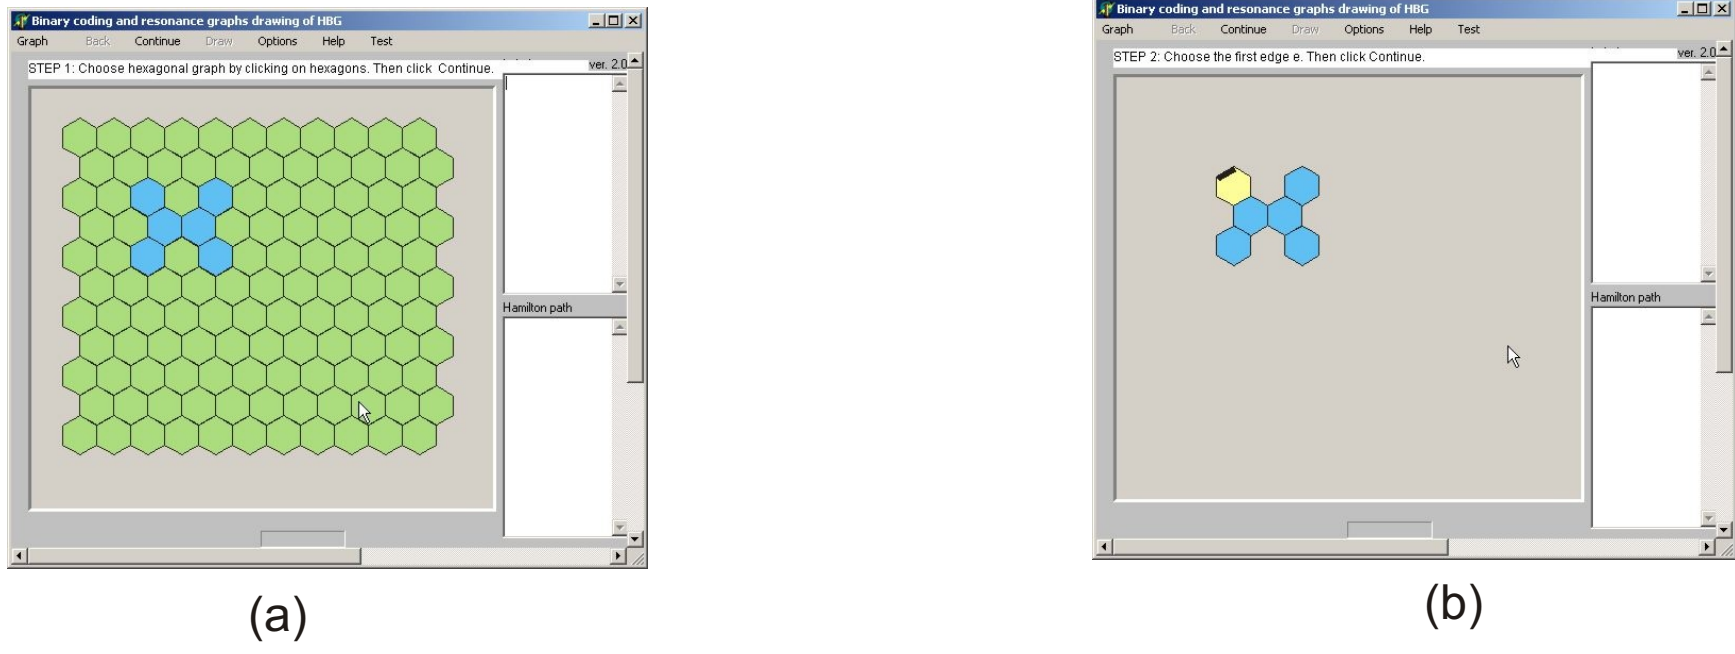 Binary coding and resonance graphs drawing of HBG
Graph Back Continue Draw Options Help Test
STEP 1: Choose hexagonal graph by clicking on hexagons. Then click Continue.
ver. 2.0
Hamilton path
(a)
Binary coding and resonance graphs drawing of HBG
Graph Back Continue Draw Options Help Test
STEP 2: Choose the first edge e. Then click Continue.
ver. 2.0
Hamilton path
(b)